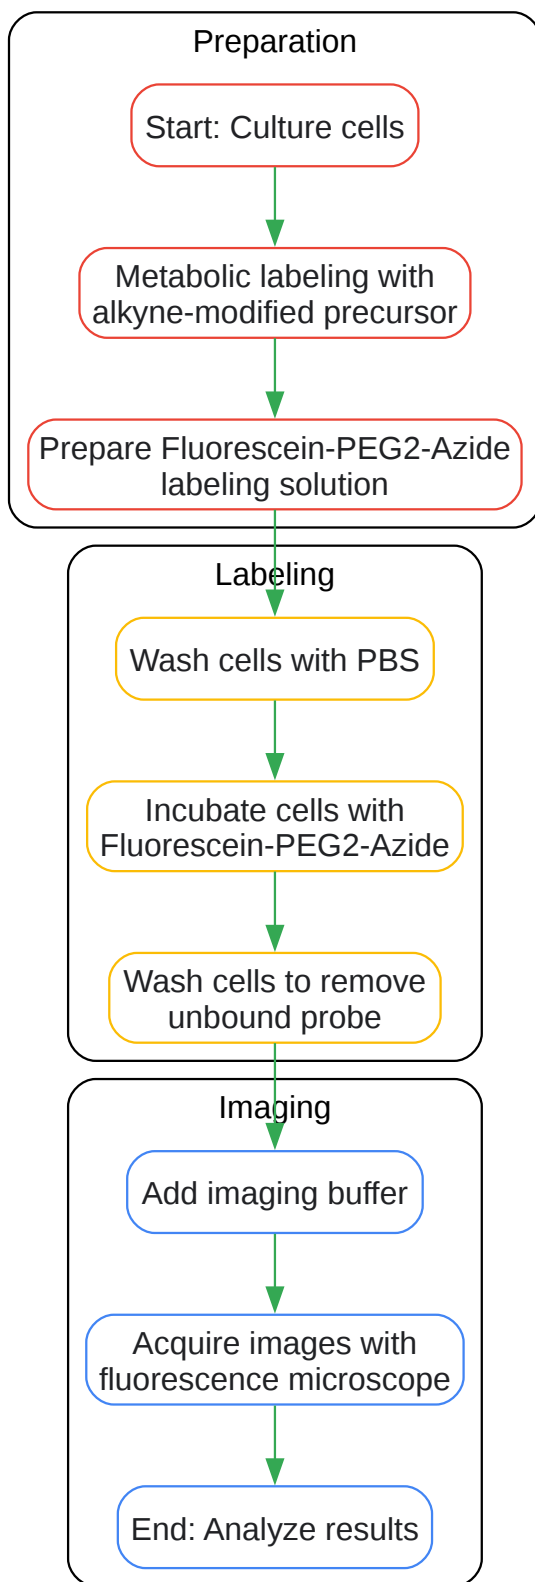 Preparation
Start: Culture cells
Metabolic labeling with
alkyne-modified precursor
Prepare Fluorescein-PEG2-Azide
labeling solution
Labeling
Wash cells with PBS
Incubate cells with
Fluorescein-PEG2-Azide
Wash cells to remove
unbound probe
Imaging
Add imaging buffer
Acquire images with
fluorescence microscope
End: Analyze results